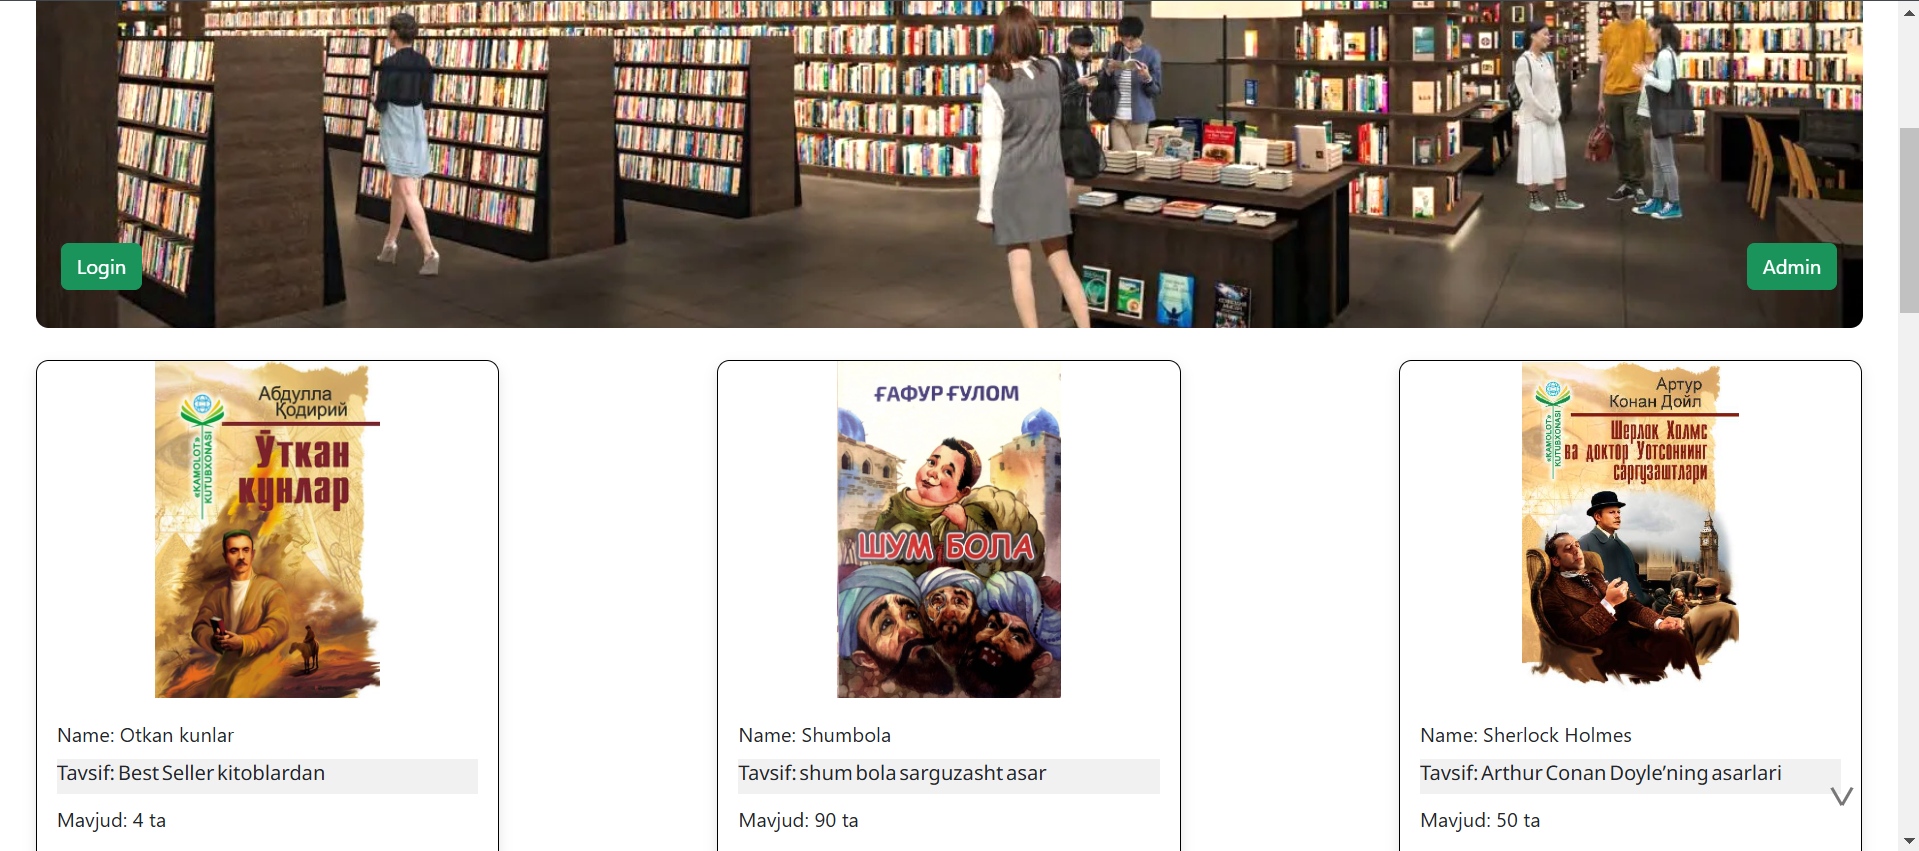 Login
Admin
Абдулла
Қодирий
Ўткан
кунлар
«KAMOLOT»
KUTUBXONASI
Name: Otkan kunlar
Tavsif: Best Seller kitoblardan
Mavjud: 4 ta
ҒАФУР ҒУЛОМ
ШУМ БОЛА
Name: Shumbola
Tavsif: shum bola sarguzasht asar
Mavjud: 90 ta
Артур
Конан Дойл
Шерлок Холмс
ва доктор Уотсоннинг
саргузаштлари
«KAMOLOT»
KUTUBXONASI
Name: Sherlock Holmes
Tavsif: Arthur Conan Doyle’ning asarlari
Mavjud: 50 ta